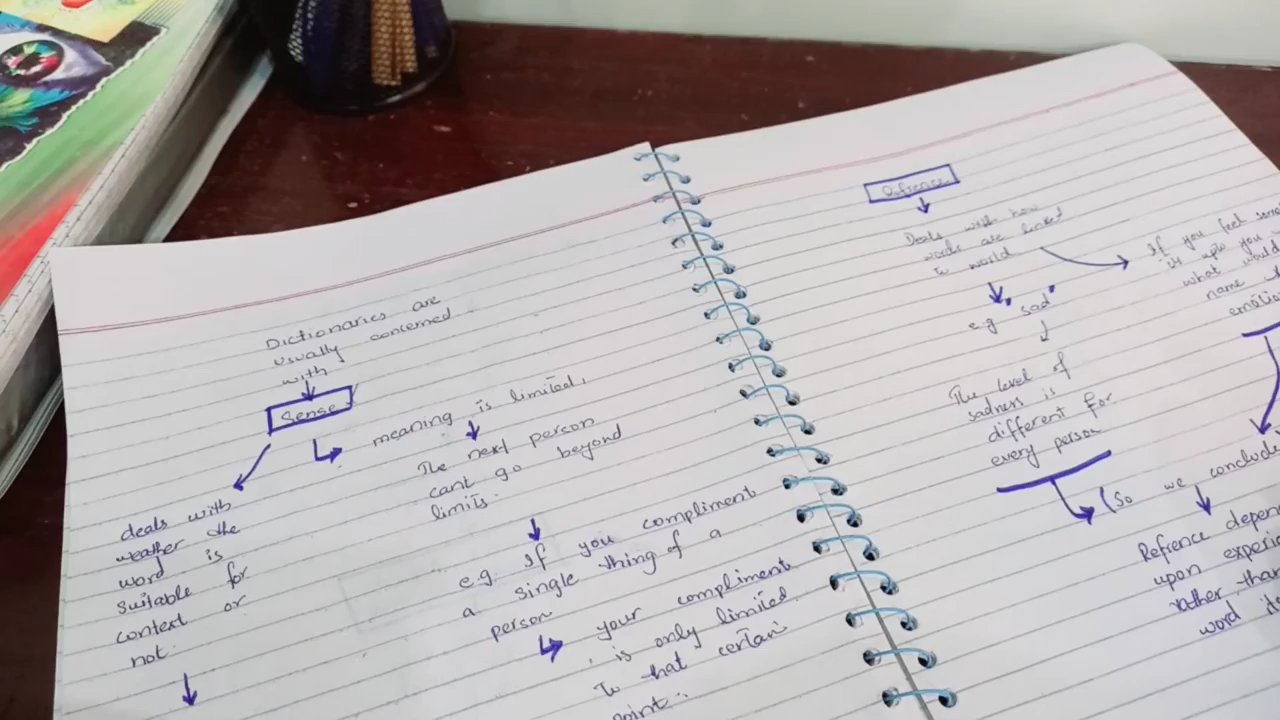 Dictionaries are
usually concerned
with
Sense
meaning is limited.
The next person
cant go beyond
limits.
deals with
weather the
word is
suitable for
context or
not.
e.g. If you compliment
a single thing of a
person
your compliment
is only limited
to that certain
point.
Refrence
Deals with how
words are linked
to world
e.g "sad"
The level of
sadness is
different for
every person
If you feel
its upto you
what would
name
(So we conclude
Refrence
upon
rather than
word